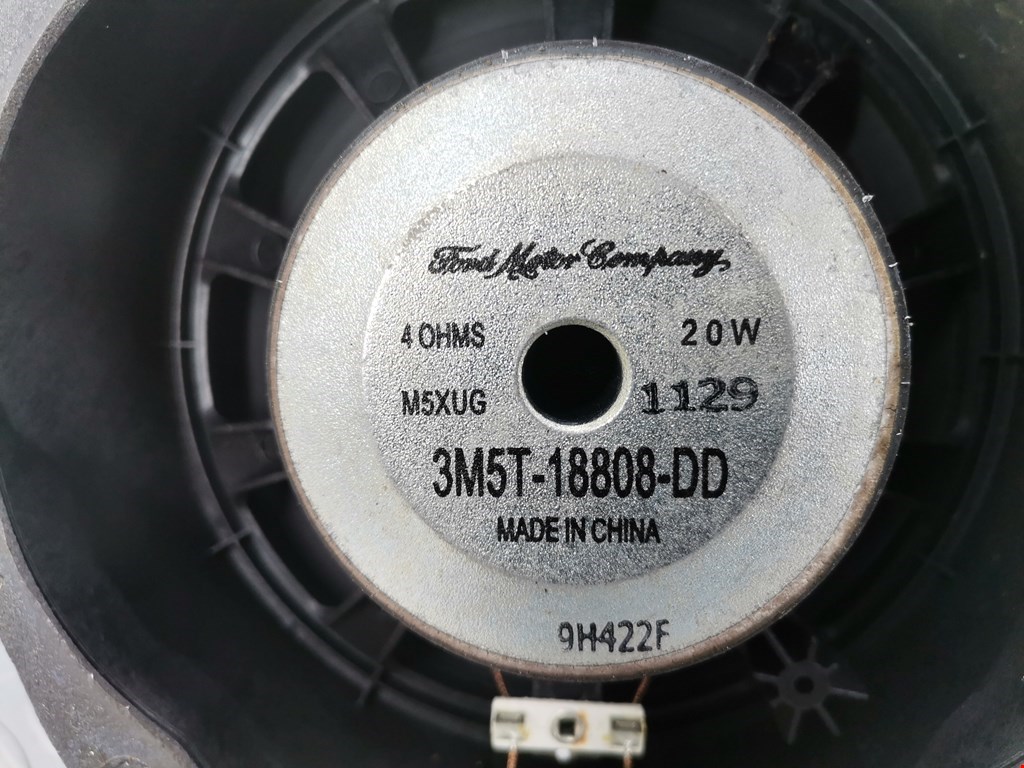 Ford Motor Company
4 OHMS 20W
M5XUG 1129
3M5T-18808-DD
MADE IN CHINA
9H422F